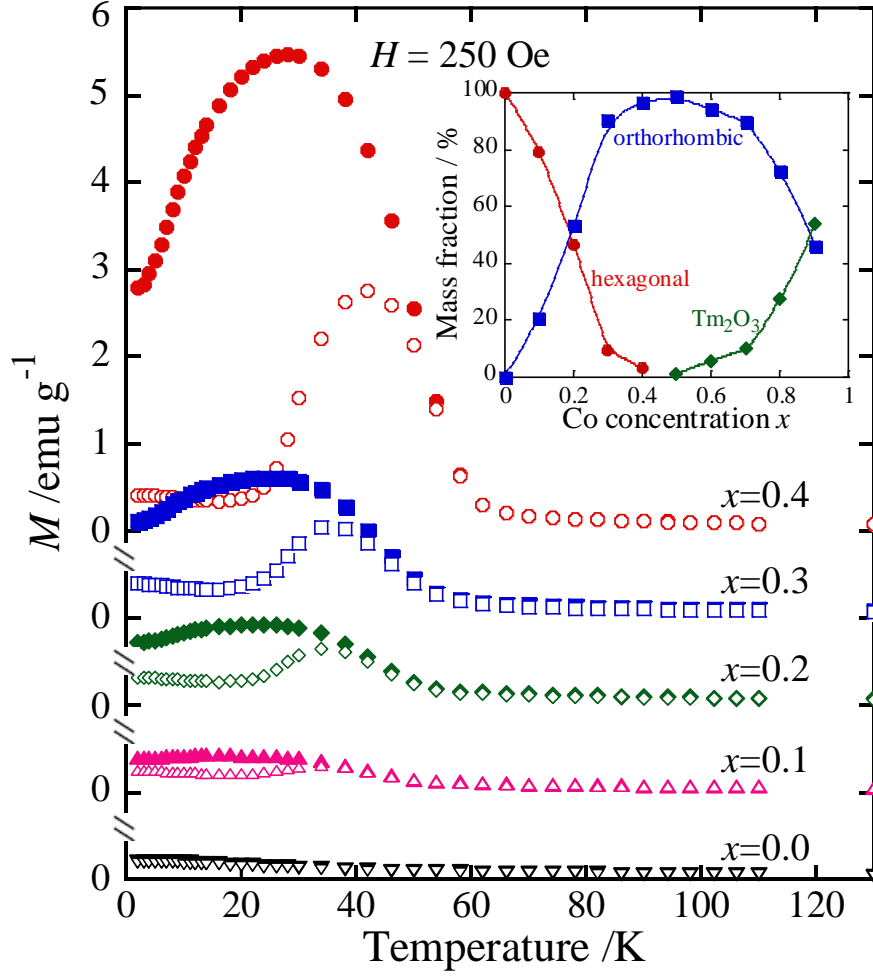 6
H = 250 Oe
5
4
3
2
1
0
0
0
0
0
M /emu g⁻¹
100
80
60
40
20
0
Mass fraction / %
orthorhombic
hexagonal
Tm₂O₃
0 0.2 0.4 0.6 0.8 1
Co concentration x
x=0.4
x=0.3
x=0.2
x=0.1
x=0.0
0 20 40 60 80 100 120
Temperature /K